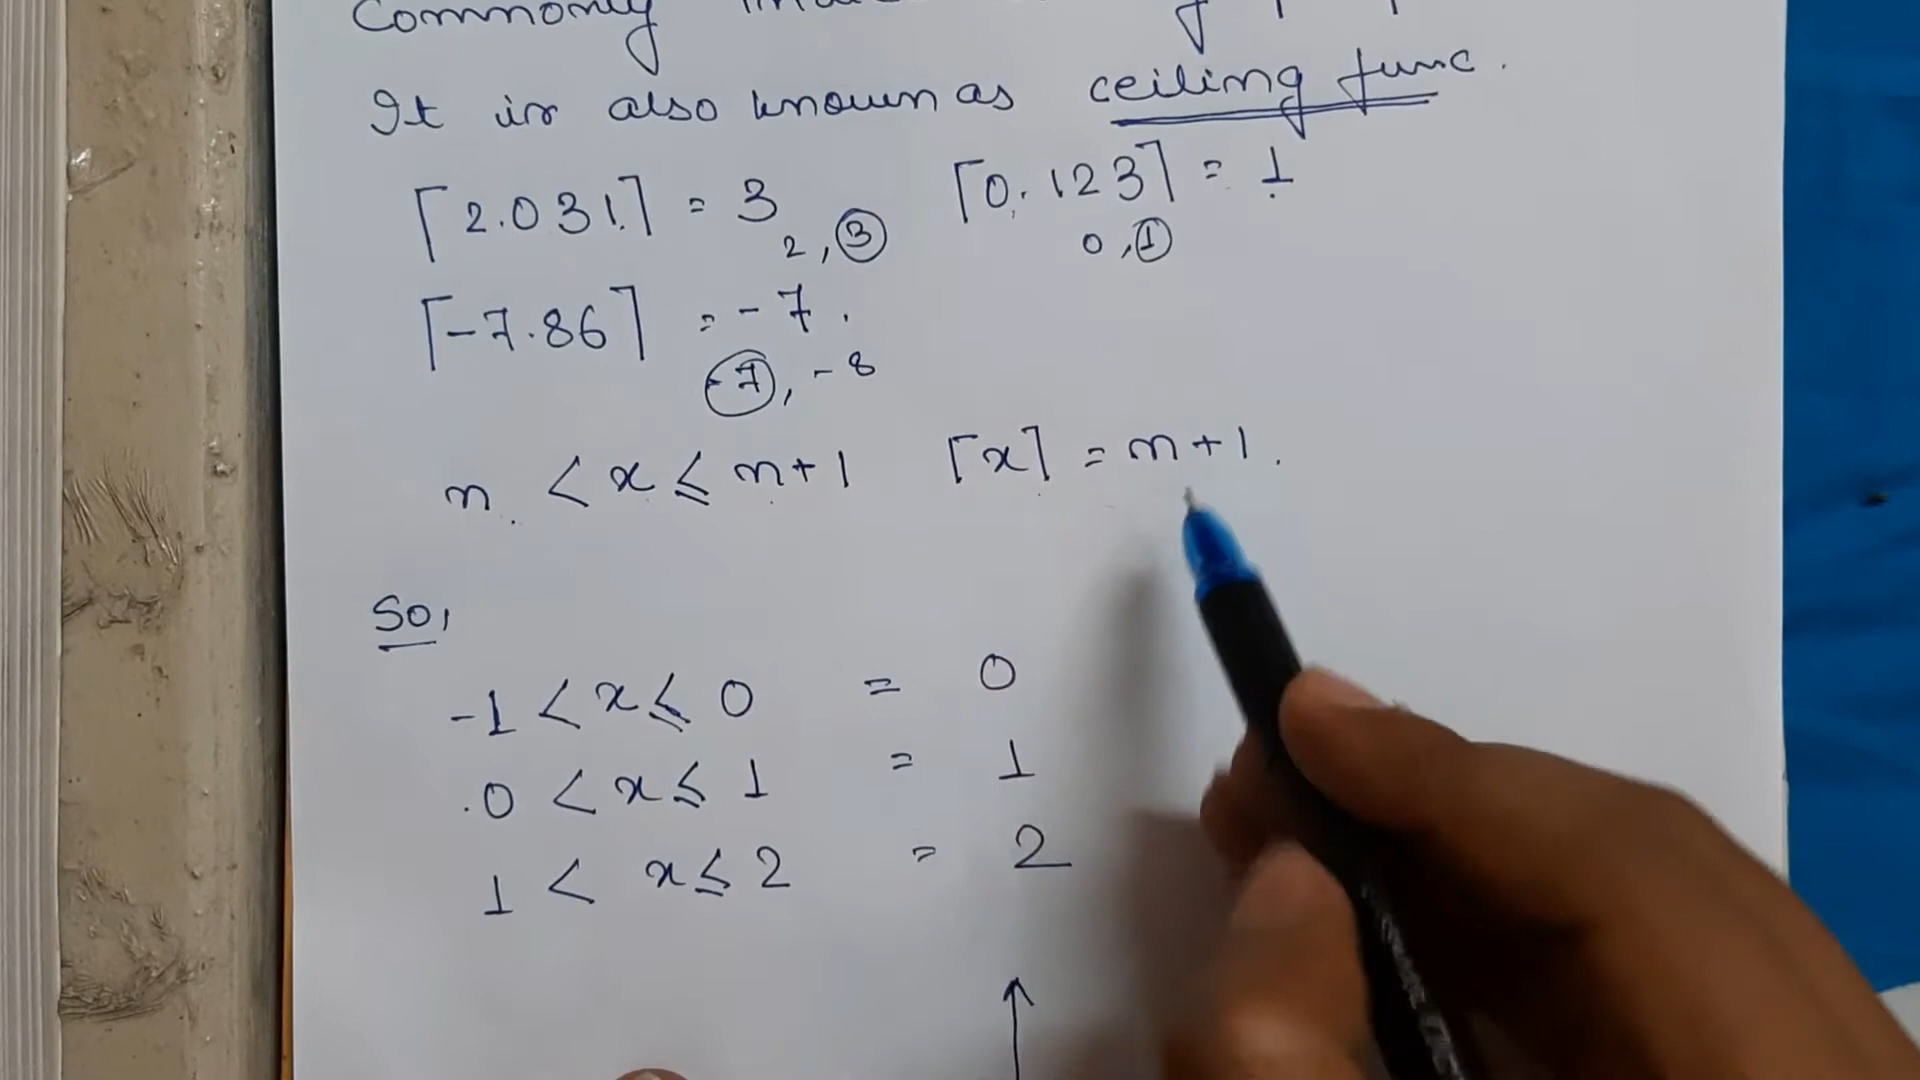 Commonly
It is also known as ceiling func.
⌈2.031⌉ = 3 ⌈0.123⌉ = 1
2, 3 0, 1
⌈-7.86⌉ = -7.
-7, -8
n < x ≤ n+1 ⌈x⌉ = n+1.
So,
-1 < x ≤ 0 = 0
0 < x ≤ 1 = 1
1 < x ≤ 2 = 2